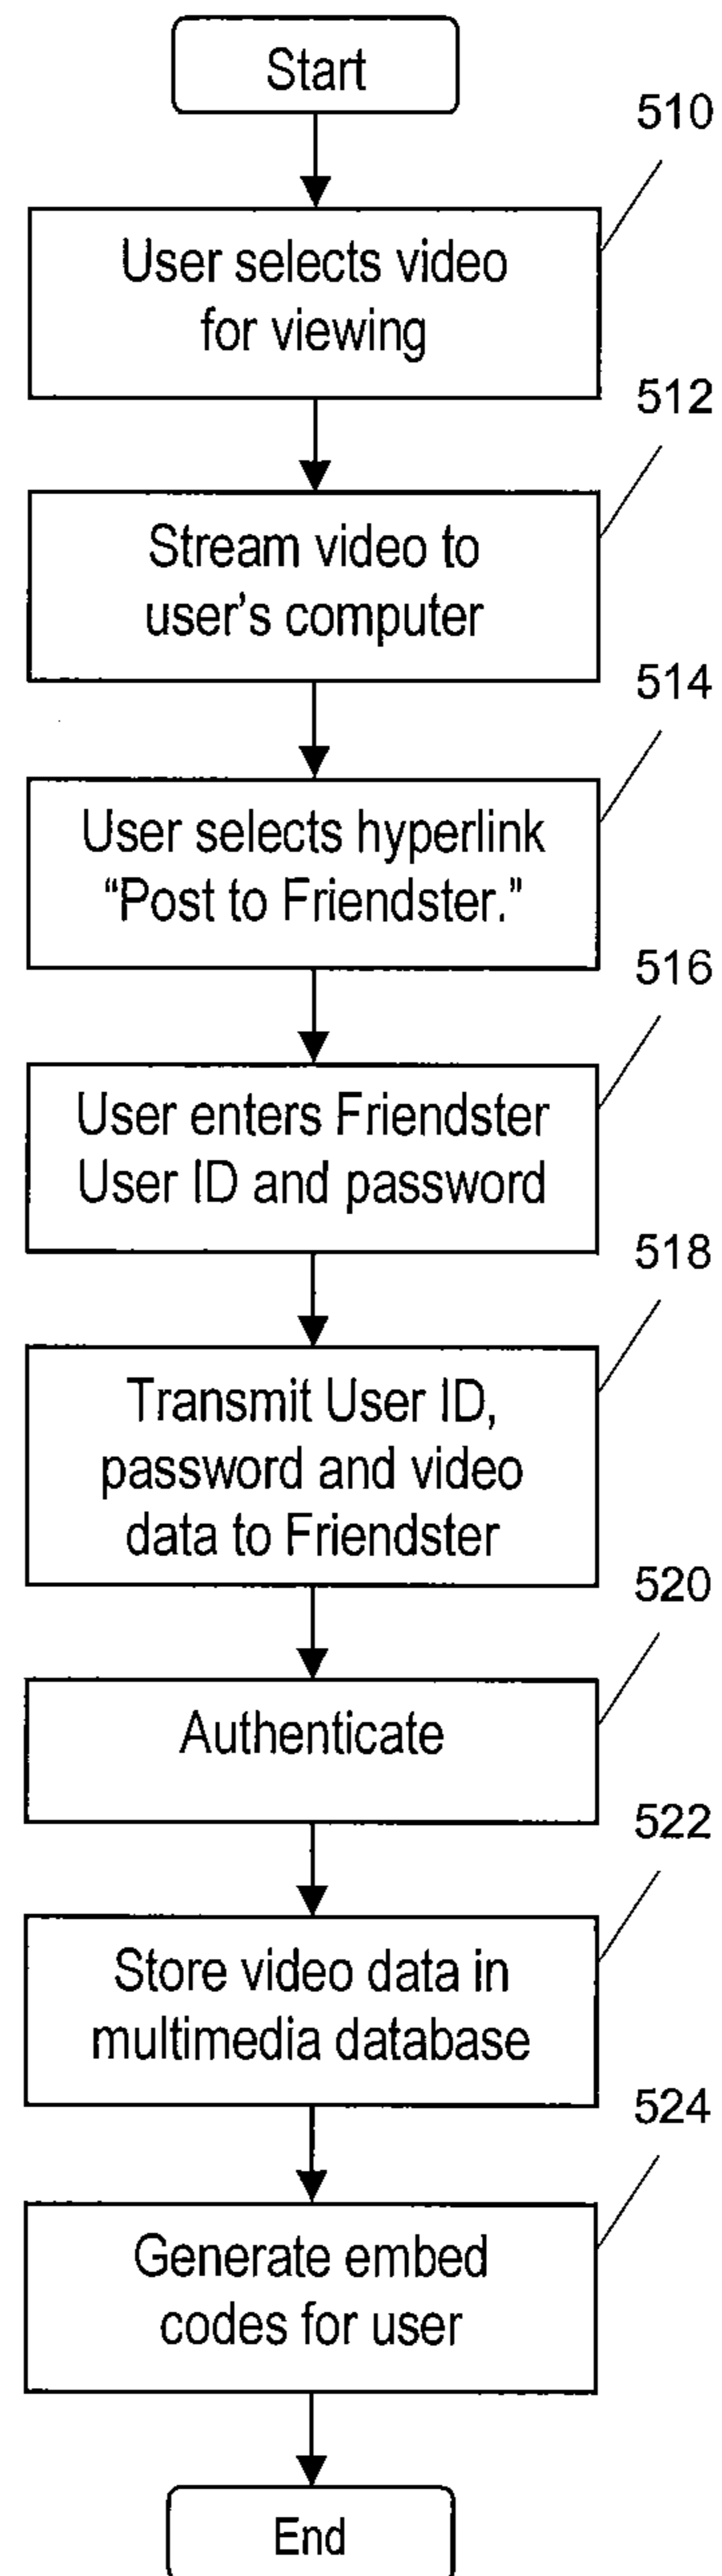 Start
510
User selects video
for viewing
512
Stream video to
user's computer
514
User selects hyperlink
“Post to Friendster.”
516
User enters Friendster
User ID and password
518
Transmit User ID,
password and video
data to Friendster
520
Authenticate
522
Store video data in
multimedia database
524
Generate embed
codes for user
End